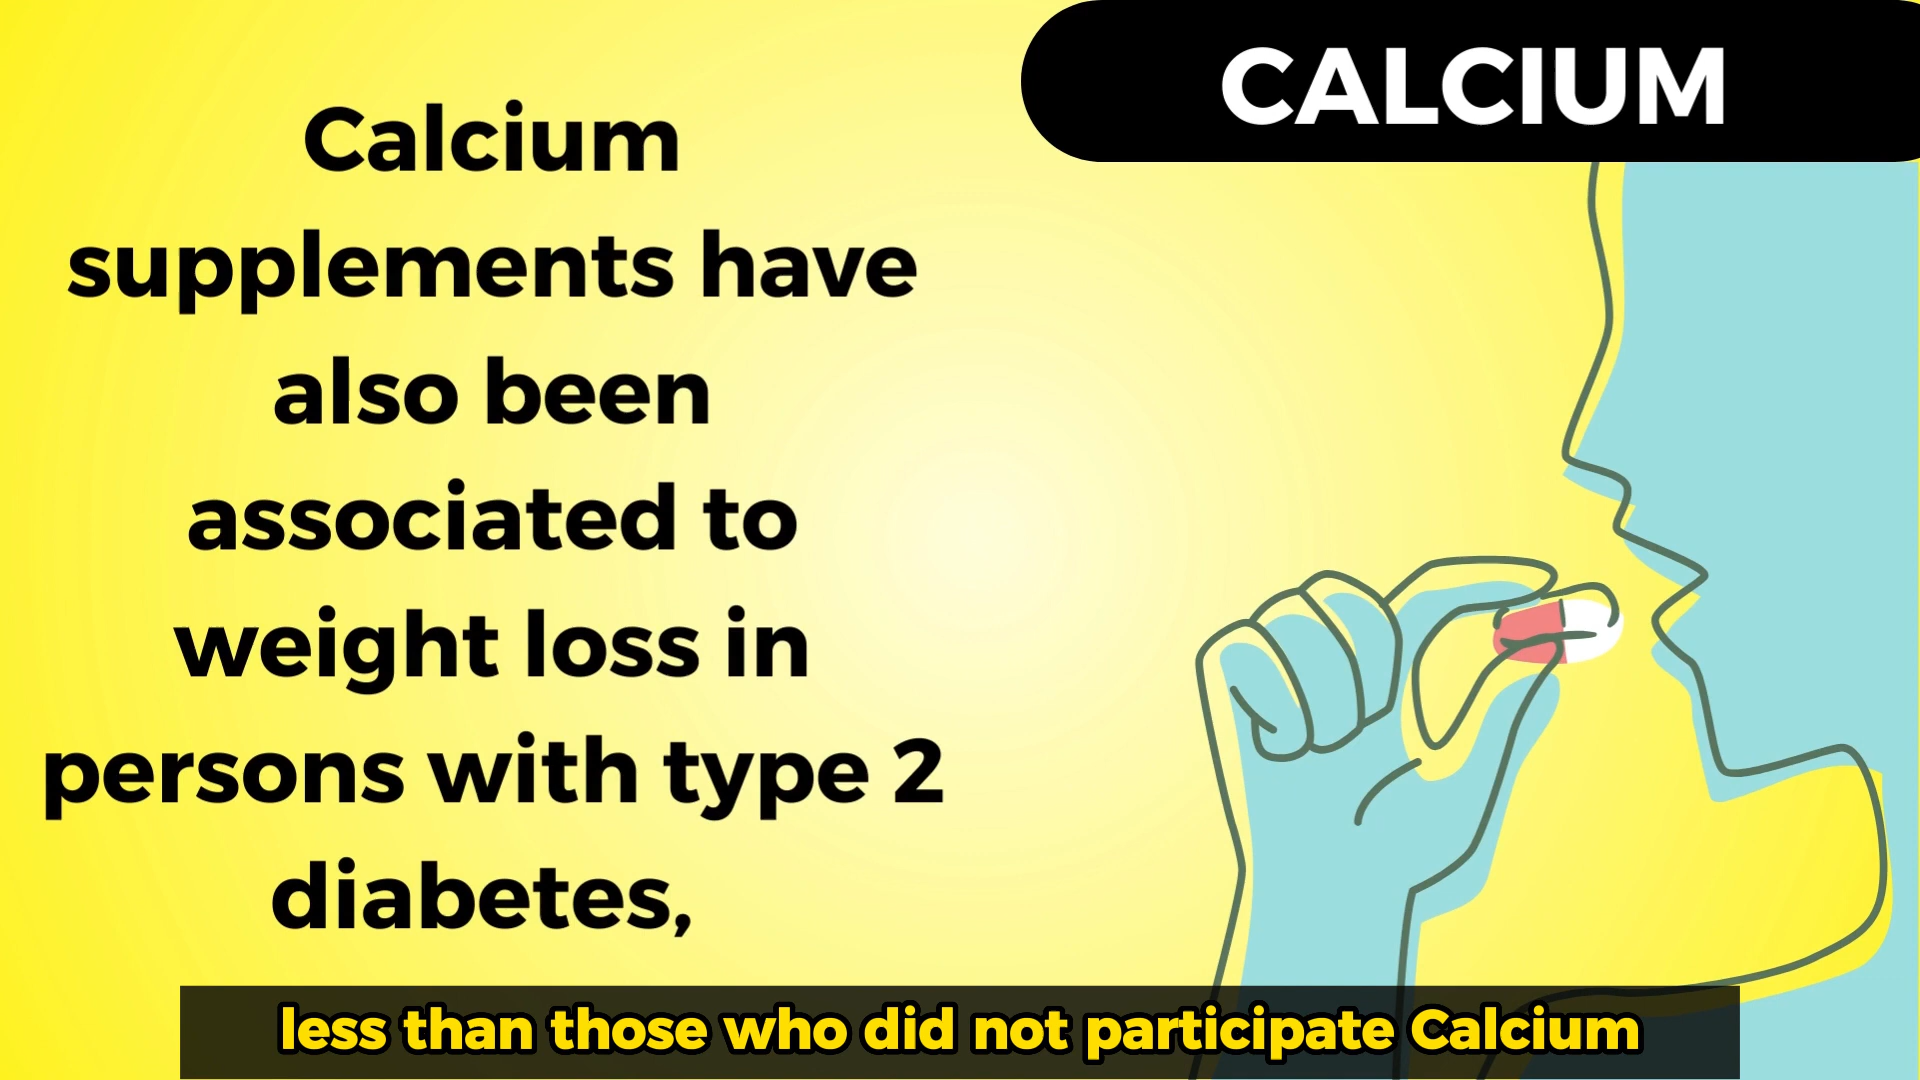 CALCIUM
Calcium
supplements have
also been
associated to
weight loss in
persons with type 2
diabetes,
less than those who did not participate Calcium